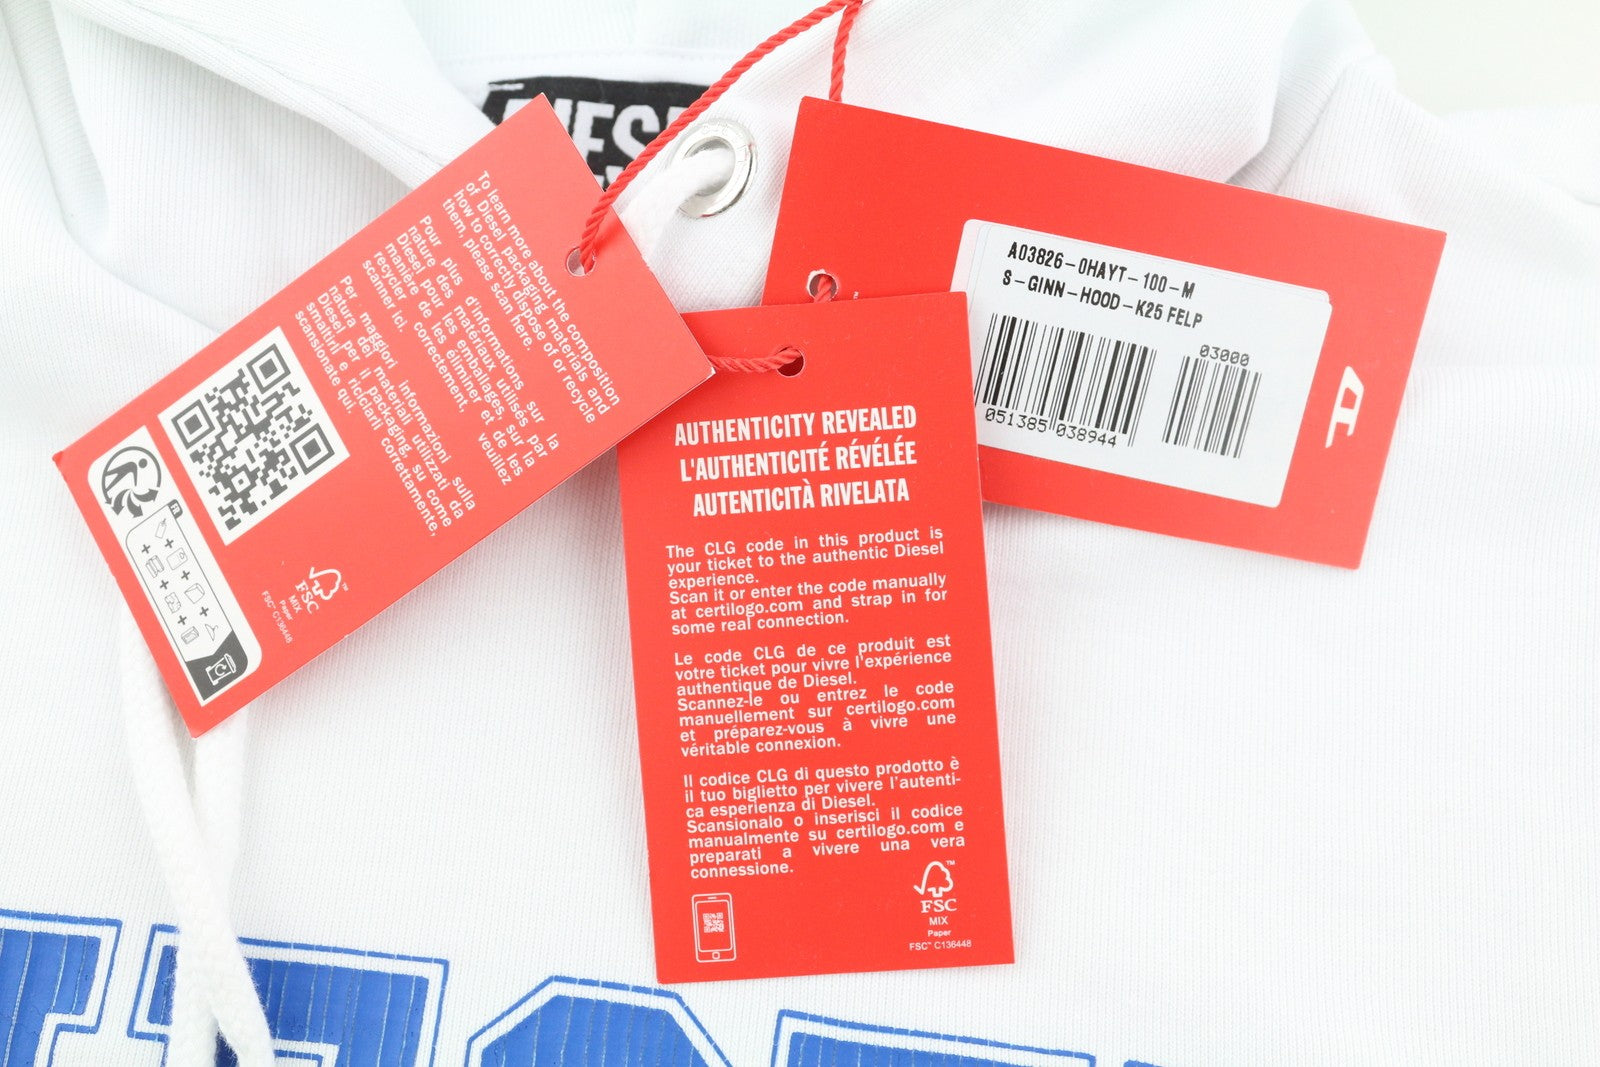 To learn more about the composition
of Diesel packaging materials and
how to correctly dispose of or recycle
them, please scan here.
Pour plus d'informations sur la
nature des matériaux utilisés par
Diesel pour les emballages, sur la
manière de les éliminer et de les
recycler correctement, veuillez
scanner ici.
Per maggiori informazioni sulla
natura dei materiali utilizzati da
Diesel per il packaging, su come
smaltirli e riciclarli correttamente,
scansionate qui.
FR
FSC
MIX
Paper
FSC™ C136448
AUTHENTICITY REVEALED
L'AUTHENTICITÉ RÉVÉLÉE
AUTENTICITÀ RIVELATA
The CLG code in this product is
your ticket to the authentic Diesel
experience.
Scan it or enter the code manually
at certilogo.com and strap in for
some real connection.
Le code CLG de ce produit est
votre ticket pour vivre l'expérience
authentique de Diesel.
Scannez-le ou entrez le code
manuellement sur certilogo.com
et préparez-vous à vivre une
véritable connexion.
Il codice CLG di questo prodotto è
il tuo biglietto per vivere l'autenti-
ca esperienza di Diesel.
Scansionalo o inserisci il codice
manualmente su certilogo.com e
preparati a vivere una vera
connessione.
FSC
MIX
Paper
FSC™ C136448
A03826-0HAYT-100-M
S-GINN-HOOD-K25 FELP
03000
051385 038944
D